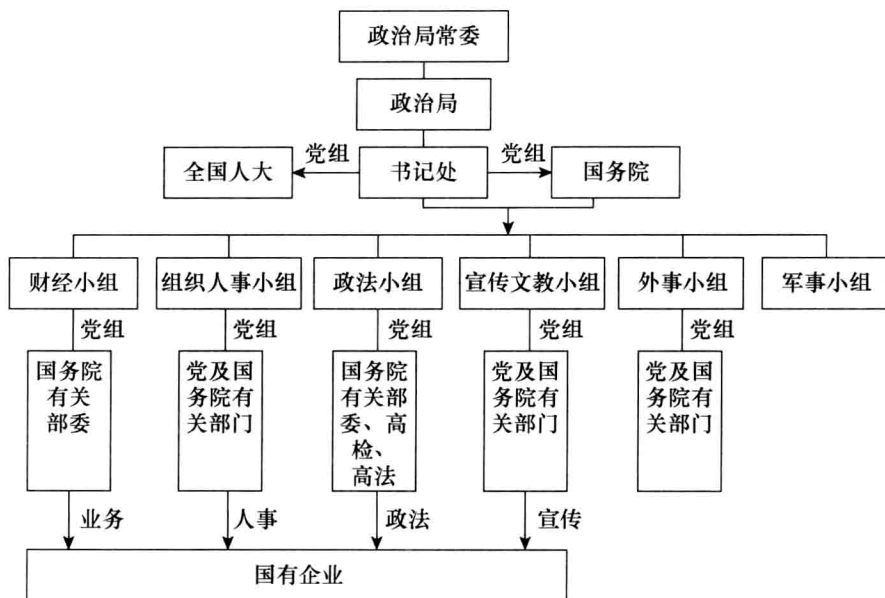 政治局常委
政治局
党组
党组
全国人大
书记处
国务院
财经小组
组织人事小组
政法小组
宣传文教小组
外事小组
军事小组
党组
党组
党组
党组
党组
国务院
有关
部委
党及国
务院有
关部门
国务院
有关部
委、高
检、
高法
党及国
务院有
关部门
党及国
务院有
关部门
业务
人事
政法
宣传
国有企业